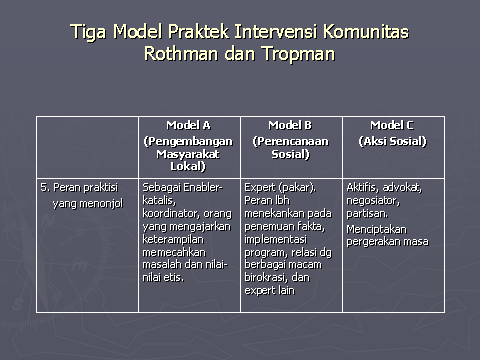 Tiga Model Praktek Intervensi Komunitas
Rothman dan Tropman
Model A
(Pengembangan
Masyarakat
Lokal)
Model B
(Perencanaan
Sosial)
Model C
(Aksi Sosial)
5. Peran praktisi
yang menonjol
Sebagai Enabler-
katalis,
koordinator, orang
yang mengajarkan
keterampilan
memecahkan
masalah dan nilai-
nilai etis.
Expert (pakar).
Peran lbh
menekankan pada
penemuan fakta,
implementasi
program, relasi dg
berbagai macam
birokrasi, dan
expert lain
Aktifis, advokat,
negosiator,
partisan.
Menciptakan
pergerakan masa